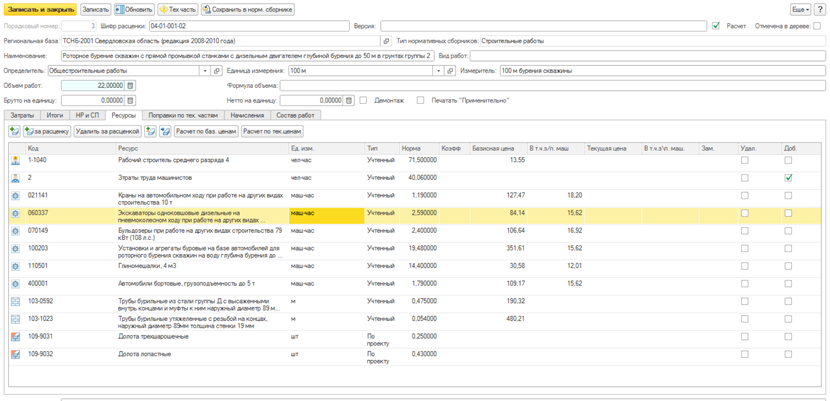 Записать и закрыть Записать Обновить Тех часть Сохранить в норм. сборнике Еще ?
Порядковый номер: 3 Шифр расценки: 04-01-001-02 Версия: Расчет Отмечена в дереве:
Региональная база: ТСНБ-2001 Свердловская область (редакция 2008-2010 года) Тип нормативных сборников: Строительные работы
Наименование: Роторное бурение скважин с прямой промывкой станками с дизельным двигателем глубиной бурения до 50 м в грунтах группы 2 Вид работ:
Определитель: Общестроительные работы Единица измерения: 100 м Измеритель: 100 м бурения скважины
Объем работ: 22,00000 Формула объема:
Брутто на единицу: 0,00000 Нетто на единицу: 0,00000 Демонтаж Печатать "Применительно"
Затраты Итоги НР и СП Ресурсы Поправки по тех. частям Начисления Состав работ
за расценку Удалить за расценкой Расчет по баз. ценам Расчет по тек.ценам
Код Ресурс Ед. изм. Тип Норма Коэфф Базисная цена В т.ч.з/п. маш Текущая цена В т.ч.з\п. маш. Зам. Удал. Доб.
1-1040 Рабочий строитель среднего разряда 4 чел-час Учтенный 71,500000 13,55
2 Зтраты труда машинистов чел-час Учтенный 40,060000
021141 Краны на автомобильном ходу при работе на других видах маш-час Учтенный 1,190000 127,47 18,20
строительства 10 т
060337 Экскаваторы одноковшовые дизельные на маш-час Учтенный 2,590000 84,14 15,62
пневмоколесном ходу при работе на других видах ...
070149 Бульдозеры при работе на других видах строительства 79 маш-час Учтенный 2,400000 106,64 16,92
кВт (108 л.с.)
100203 Установки и агрегаты буровые на базе автомобилей для маш-час Учтенный 19,480000 351,61 15,62
роторного бурения скважин на воду глубина бурения до ...
110501 Глиномешалки, 4 м3 маш-час Учтенный 14,400000 30,58 12,01
400001 Автомобили бортовые, грузоподъемность до 5 т маш-час Учтенный 1,790000 109,17 15,62
103-0592 Трубы бурильные из стали группы Д с высаженными м Учтенный 0,475000 190,32
внутрь концами и муфты к ним наружный диаметр 89 м...
103-1023 Трубы бурильные утяжеленные с резьбой на концах, м Учтенный 0,054000 480,21
наружный диаметр 89мм толщина стенки 19 мм
109-9031 Долота трехшарошечные шт По 0,250000
проекту
109-9032 Долота лопастные шт По 0,430000
проекту